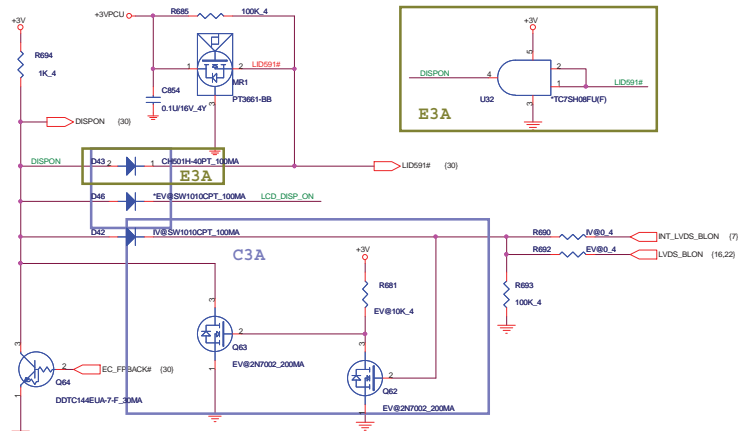 +3V
R694
1K_4
DISPON {30}
+3VPCU
R685
100K_4
1
2
LID591#
MR1
PT3661-BB
3
C854
0.1U/16V_4Y
+3V
5
DISPON
4
2
1
LID591#
U32
*TC7SH08FU(F)
3
E3A
DISPON
D43
2
1
CH501H-40PT_100MA
E3A
LID591# {30}
D46
*EV@SW1010CPT_100MA
LCD_DISP_ON
D42
IV@SW1010CPT_100MA
C3A
R690
IV@0_4
INT_LVDS_BLON {7}
R692
EV@0_4
LVDS_BLON {16,22}
R693
100K_4
+3V
R681
EV@10K_4
3
2
1
Q63
EV@2N7002_200MA
3
2
1
Q62
EV@2N7002_200MA
3
2
EC_FPBACK# {30}
Q64
1
DDTC144EUA-7-F_30MA